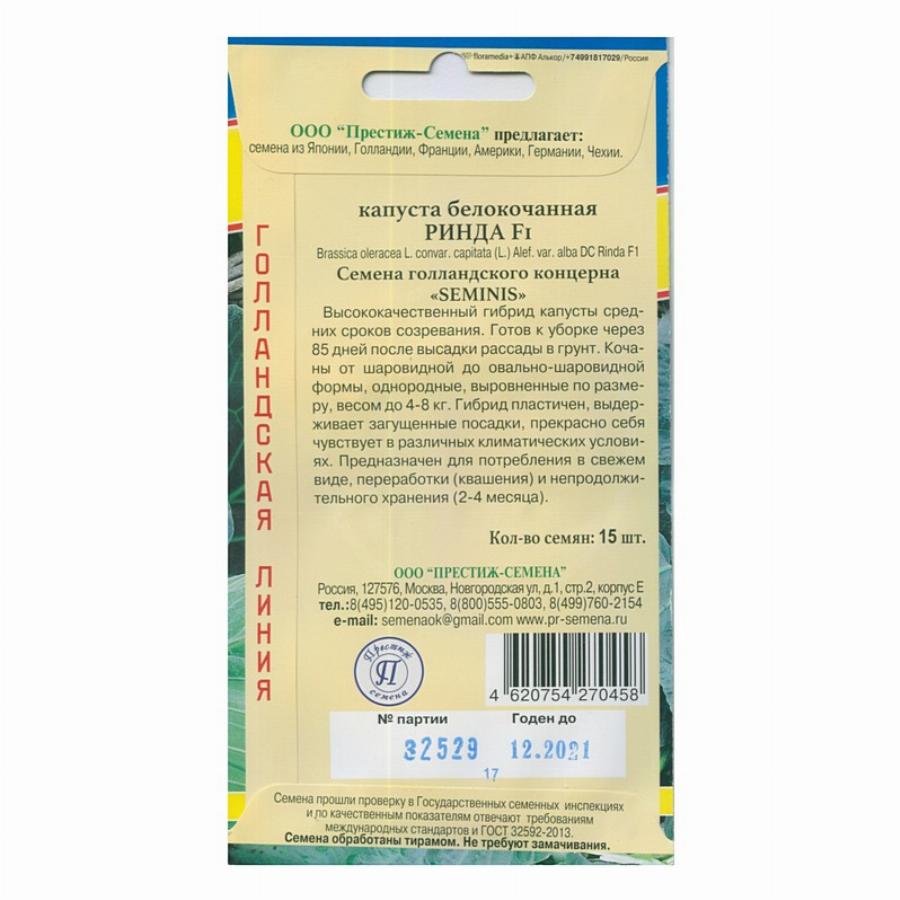 floramedia+ АПФ Алькор/+74991817029/Россия
ООО “Престиж-Семена” предлагает:
семена из Японии, Голландии, Франции, Америки, Германии, Чехии.
ГОЛЛАНДСКАЯ ЛИНИЯ
капуста белокочанная
РИНДА F1
Brassica oleracea L. convar. capitata (L.) Alef. var. alba DC Rinda F1
Семена голландского концерна
«SEMINIS»
Высококачественный гибрид капусты сред-
них сроков созревания. Готов к уборке через
85 дней после высадки рассады в грунт. Коча-
ны от шаровидной до овально-шаровидной
формы, однородные, выровненные по разме-
ру, весом до 4-8 кг. Гибрид пластичен, выдер-
живает загущенные посадки, прекрасно себя
чувствует в различных климатических услови-
ях. Предназначен для потребления в свежем
виде, переработки (квашения) и непродолжи-
тельного хранения (2-4 месяца).
Кол-во семян: 15 шт.
ООО “ПРЕСТИЖ-СЕМЕНА”
Россия, 127576, Москва, Новгородская ул, д.1, стр.2, корпус Е
тел.:8(495)120-0535, 8(800)555-0803, 8(499)760-2154
e-mail: semenaok@gmail.com www.pr-semena.ru
Престиж
П
семена
4 620754 270458
№ партии Годен до
32529 12.2021
17
Семена прошли проверку в Государственных семенных инспекциях
и по качественным показателям отвечают требованиям
международных стандартов и ГОСТ 32592-2013.
Семена обработаны тирамом. Не требуют замачивания.